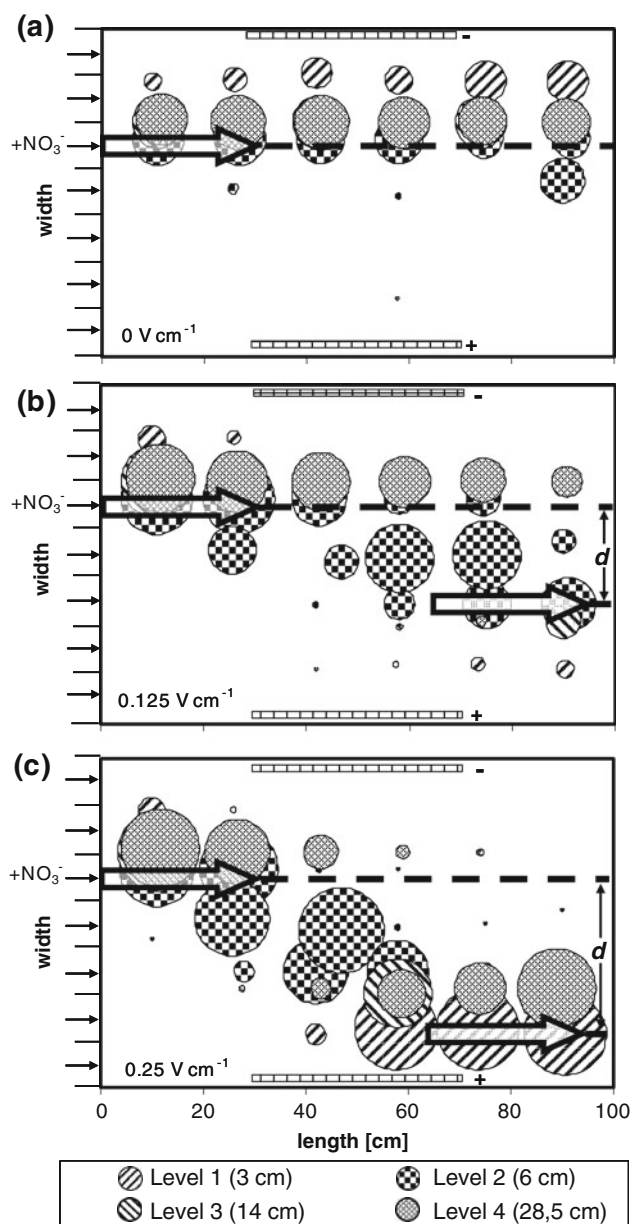 (a)
-
+NO₃⁻
width
0 V cm⁻¹
+
(b)
-
+NO₃⁻
width
d
0.125 V cm⁻¹
+
(c)
-
+NO₃⁻
width
d
0.25 V cm⁻¹
+
0 20 40 60 80 100
length [cm]
Level 1 (3 cm) Level 2 (6 cm)
Level 3 (14 cm) Level 4 (28,5 cm)